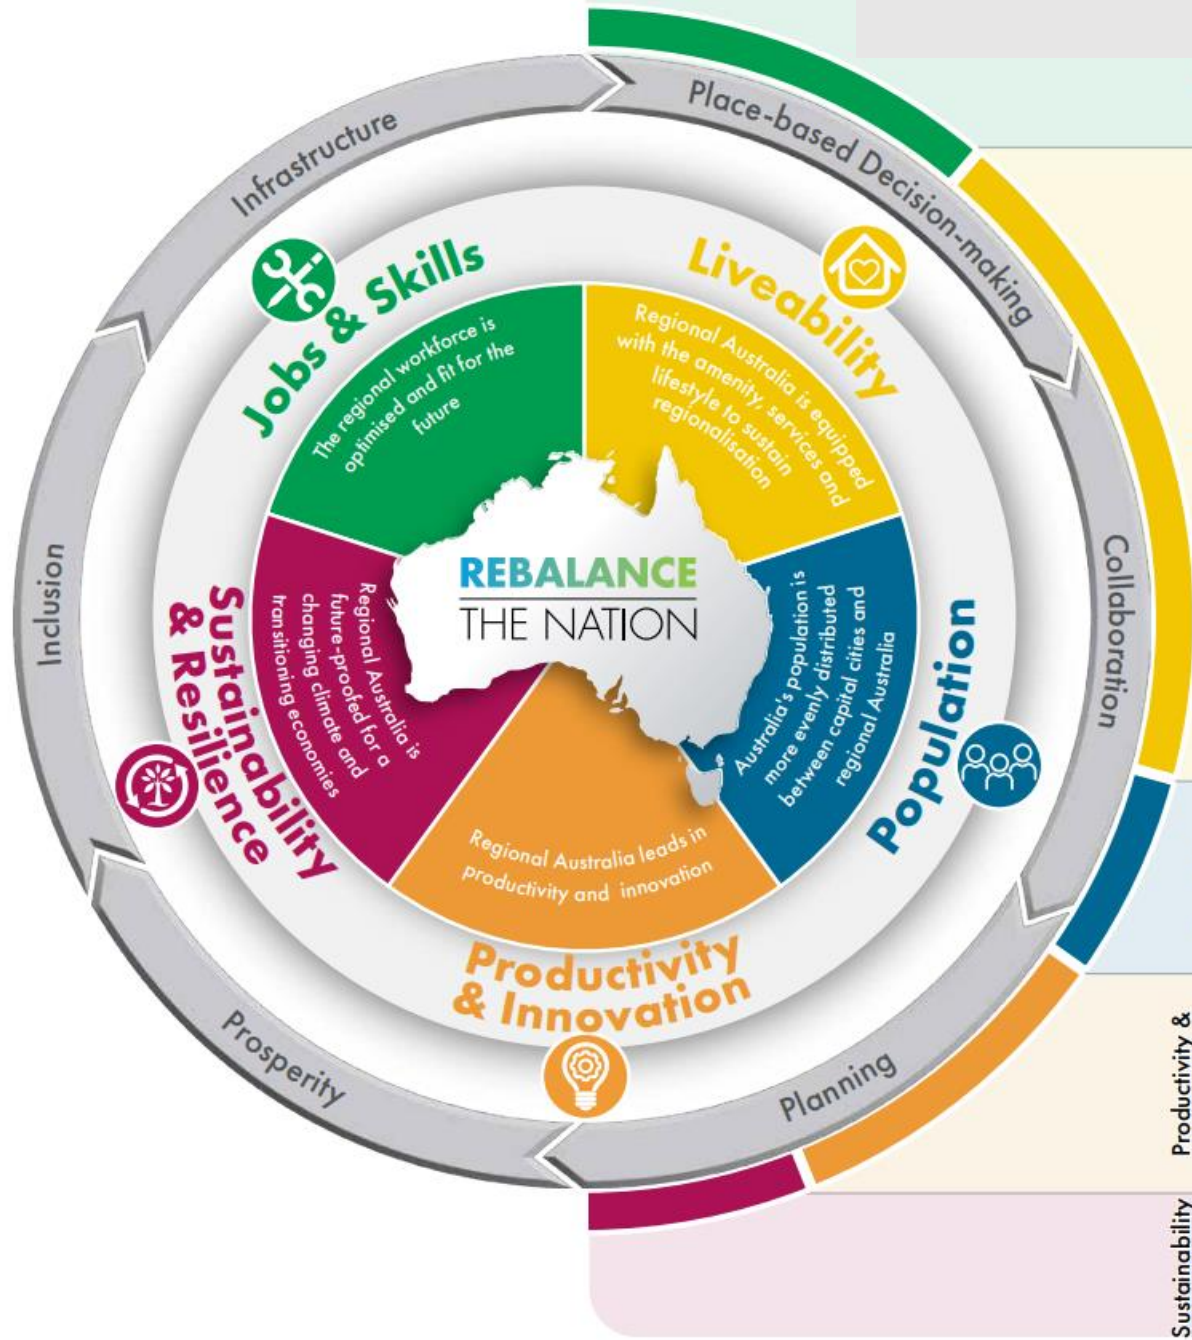 Infrastructure
Place-based Decision-making
Collaboration
Planning
Prosperity
Inclusion
Jobs & Skills
The regional workforce is
optimised and fit for the
future
Liveability
Regional Australia is equipped
with the amenity, services and
lifestyle to sustain
regionalisation
Population
Australia's population is
more evenly distributed
between capital cities and
regional Australia
Productivity
& Innovation
Regional Australia leads in
productivity and innovation
Sustainability
& Resilience
Regional Australia is
future-proofed for a
changing climate and
transitioning economies
REBALANCE
THE NATION
Productivity &
Sustainability